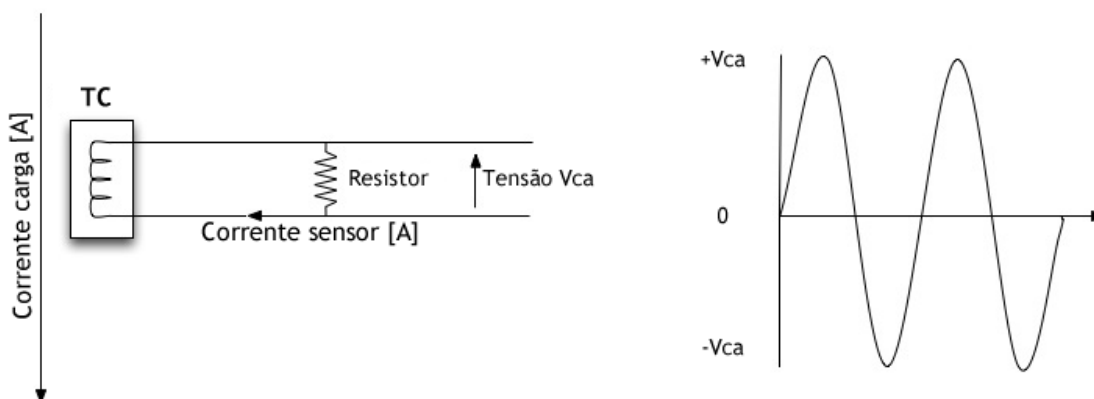 Corrente carga [A]
TC
Resistor
Tensão Vca
Corrente sensor [A]
+Vca
0
-Vca